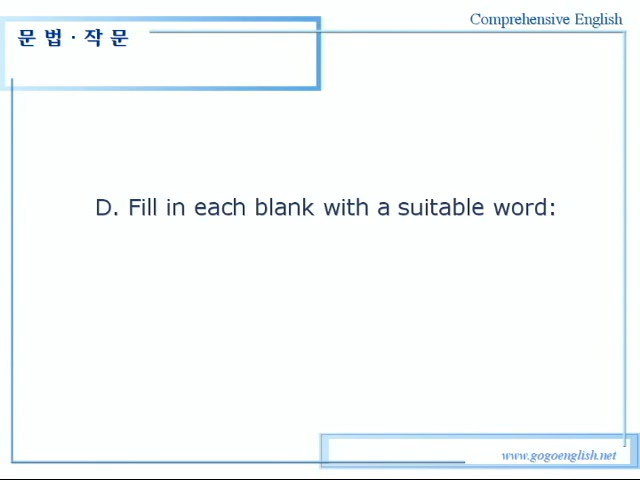 Comprehensive English
문 법 · 작 문
D. Fill in each blank with a suitable word:
www.gogoenglish.net